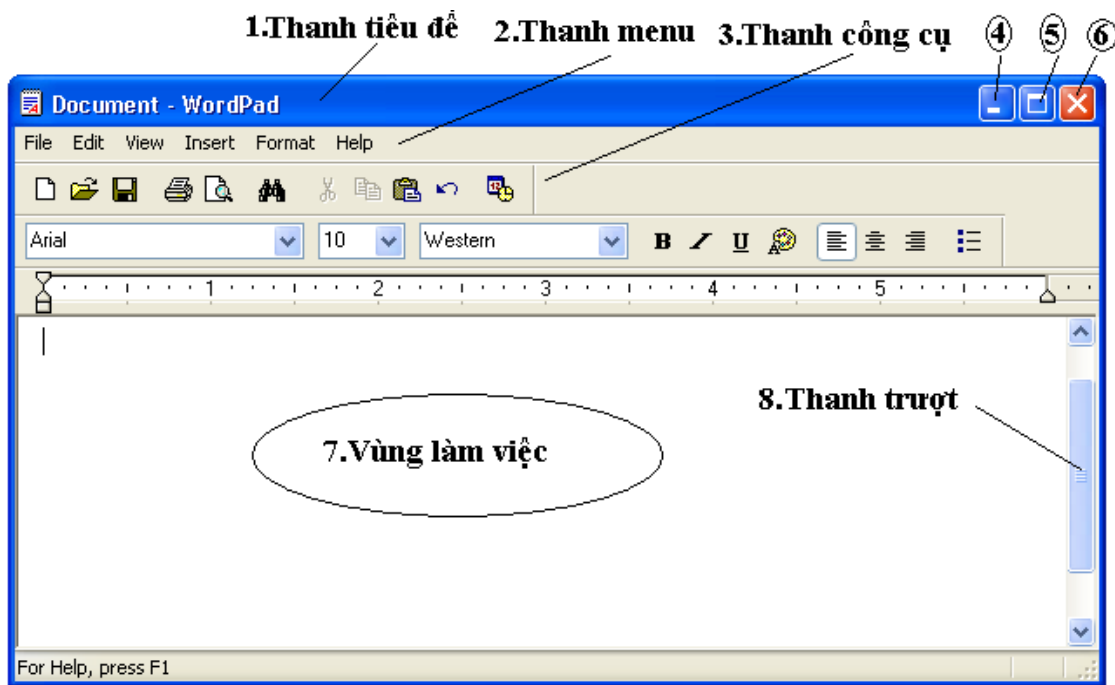 1.Thanh tiêu đề 2.Thanh menu 3.Thanh công cụ 4 5 6
Document - WordPad
File Edit View Insert Format Help
Arial 10 Western B I U
1 2 3 4 5
8.Thanh trượt
7.Vùng làm việc
For Help, press F1